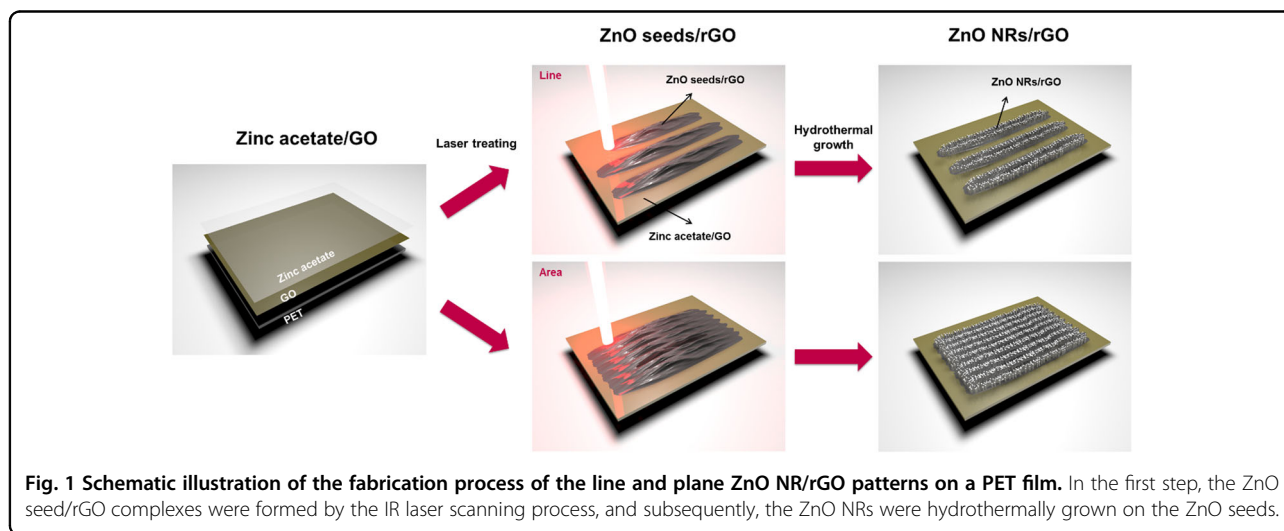 ZnO seeds/rGO
ZnO NRs/rGO
Line
ZnO seeds/rGO
ZnO NRs/rGO
Zinc acetate/GO
Laser treating
Hydrothermal
growth
Zinc acetate
GO
PET
Zinc acetate/GO
Area
Fig. 1 Schematic illustration of the fabrication process of the line and plane ZnO NR/rGO patterns on a PET film. In the first step, the ZnO
seed/rGO complexes were formed by the IR laser scanning process, and subsequently, the ZnO NRs were hydrothermally grown on the ZnO seeds.